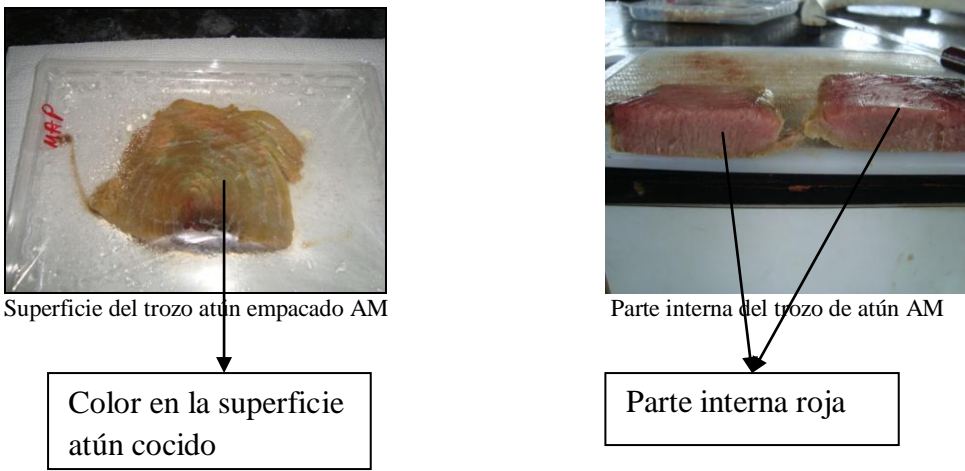 MAP
Superficie del trozo atún empacado AM
Parte interna del trozo de atún AM
Color en la superficie
atún cocido
Parte interna roja